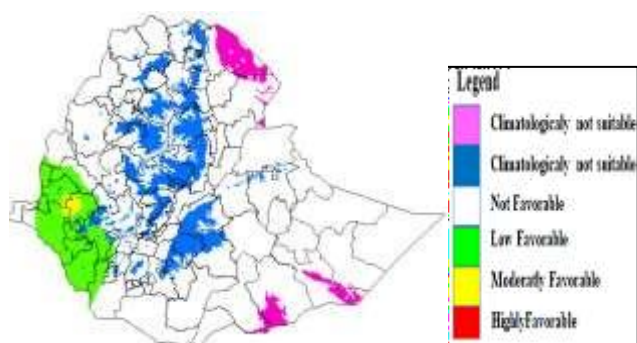 Legend
Climatologicaly not suitable
Climatologicaly not suitable
Not Favorable
Low Favorable
Moderatly Favorable
HighlyFavorable